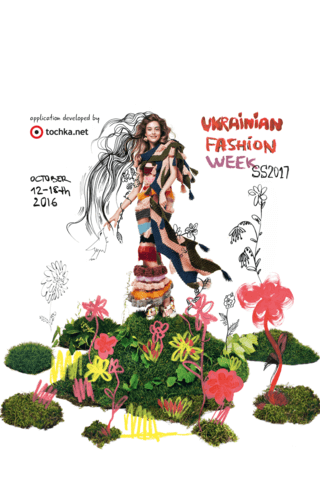 application developed by
tochka.net
UKRAiNiAN
FASHiON
WEEK SS2017
OCTOBER
12-18th
2016